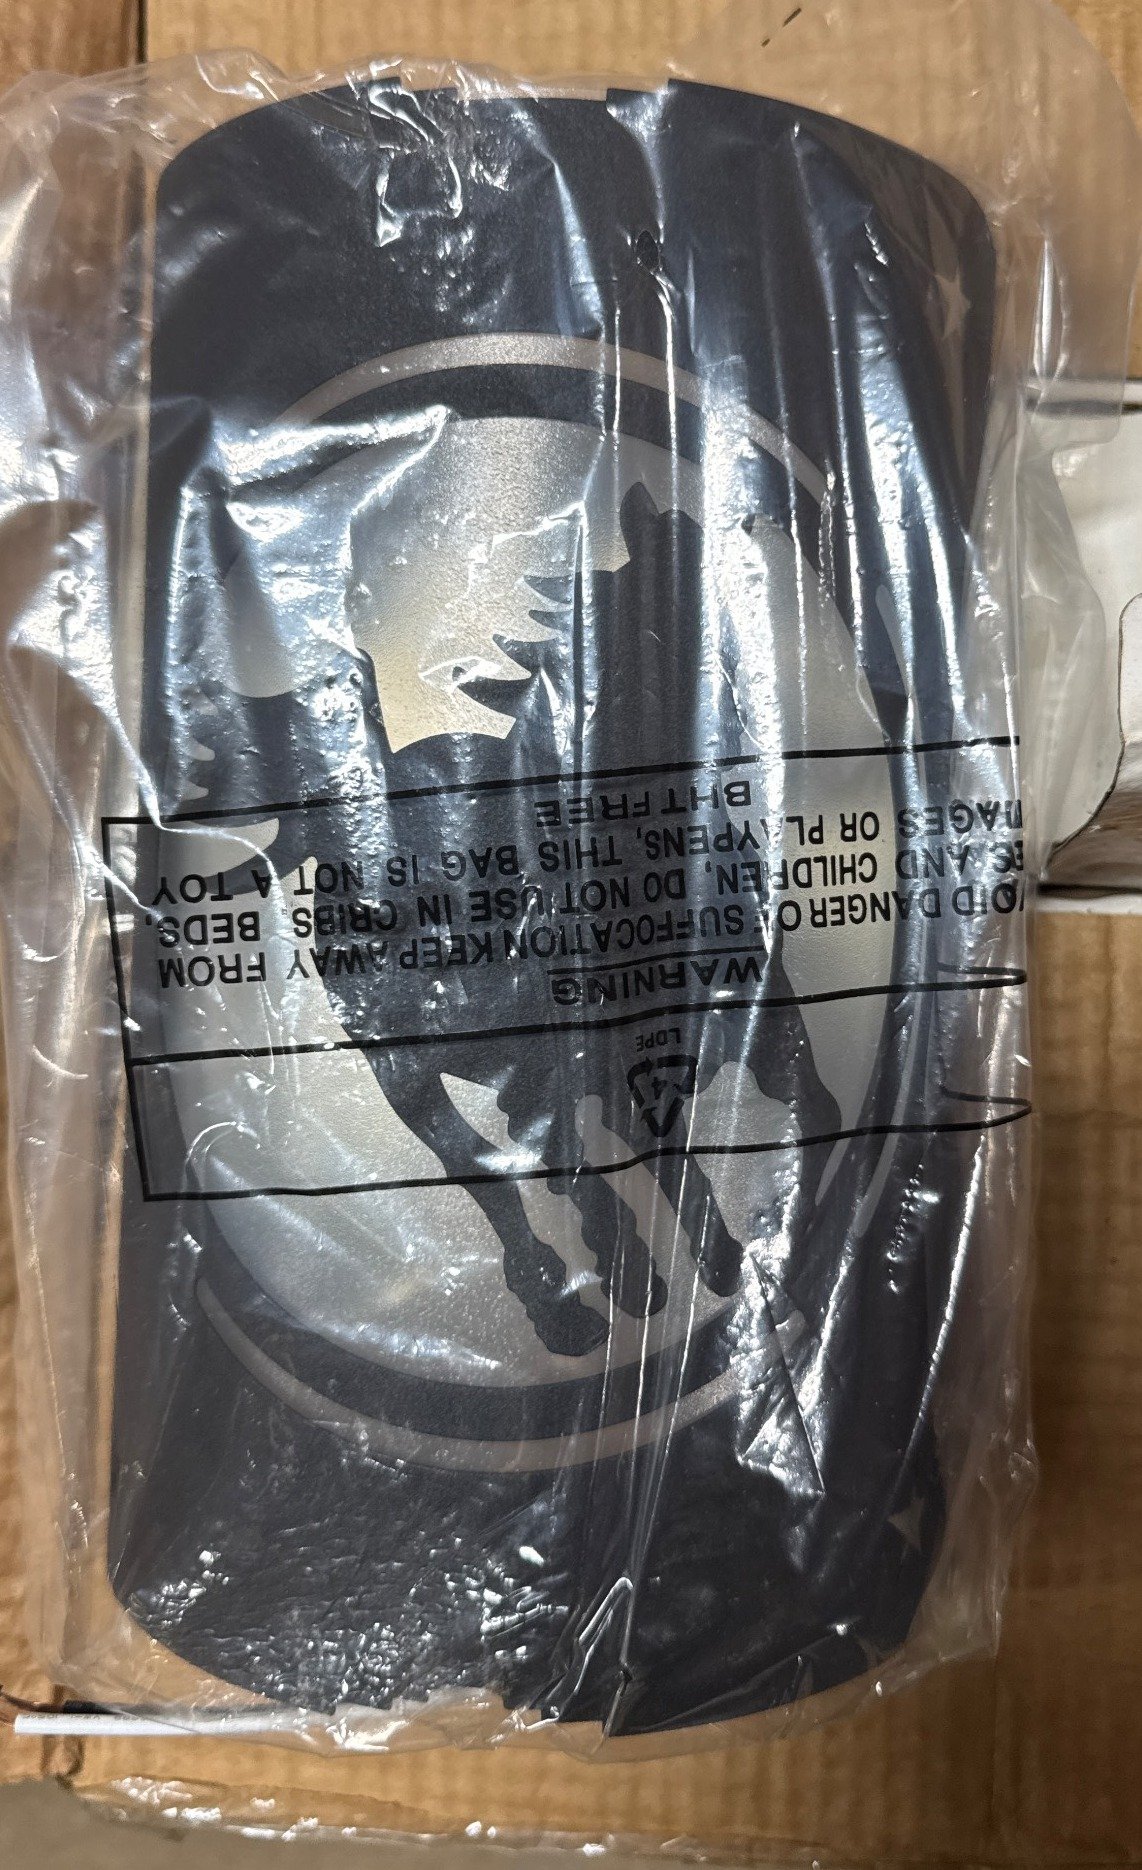 4
LDPE
WARNING
DANGER OF SUFFOCATION KEEP AWAY FROM
AND CHILDREN, DO NOT USE IN CRIBS, BEDS,
OR PLAYPENS, THIS BAG IS NOT A TOY
BHT FREE